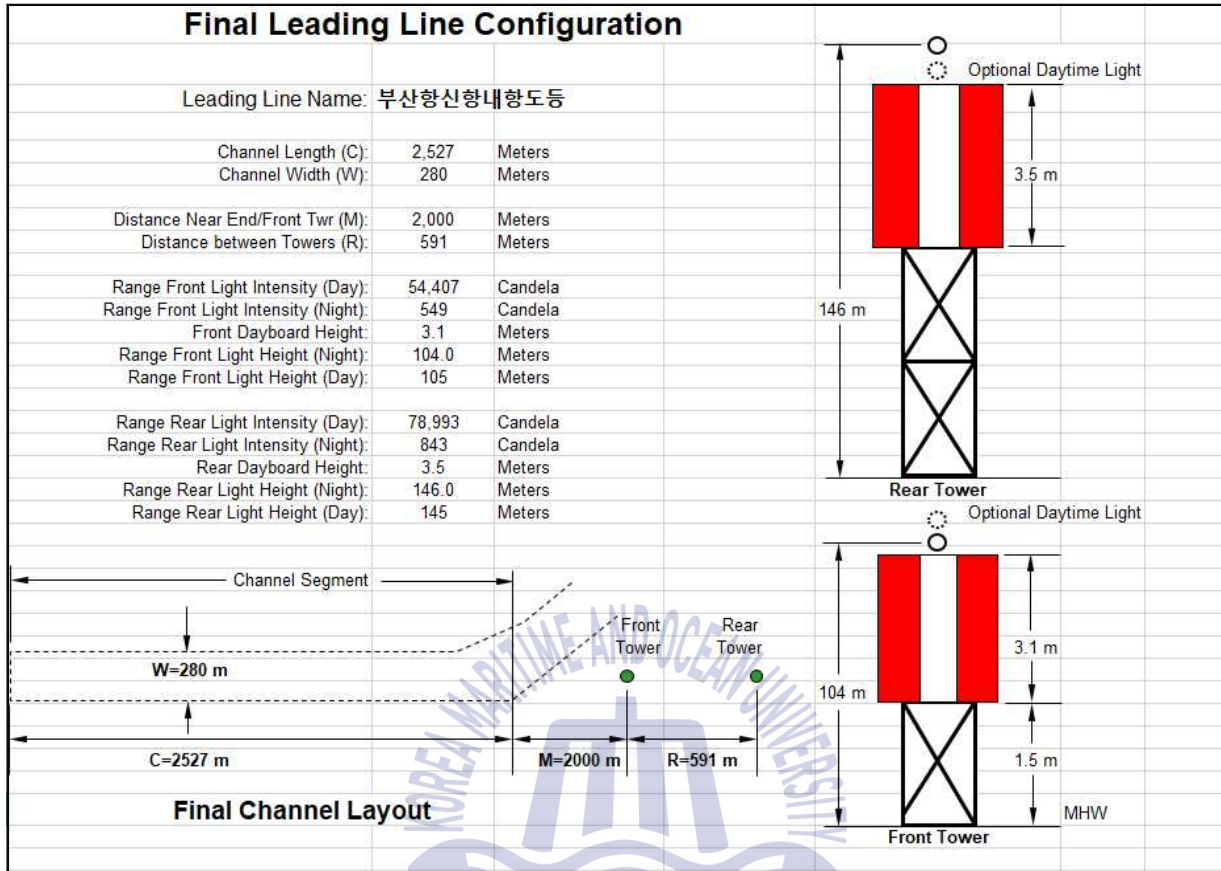 Final Leading Line Configuration
Leading Line Name: 부산항신항내항도등
Channel Length (C): 2,527 Meters
Channel Width (W): 280 Meters
Distance Near End/Front Twr (M): 2,000 Meters
Distance between Towers (R): 591 Meters
Range Front Light Intensity (Day): 54,407 Candela
Range Front Light Intensity (Night): 549 Candela
Front Dayboard Height: 3.1 Meters
Range Front Light Height (Night): 104.0 Meters
Range Front Light Height (Day): 105 Meters
Range Rear Light Intensity (Day): 78,993 Candela
Range Rear Light Intensity (Night): 843 Candela
Rear Dayboard Height: 3.5 Meters
Range Rear Light Height (Night): 146.0 Meters
Range Rear Light Height (Day): 145 Meters
Optional Daytime Light
3.5 m
146 m
Rear Tower
Optional Daytime Light
3.1 m
104 m
1.5 m
MHW
Front Tower
Channel Segment
Front
Tower
Rear
Tower
W=280 m
C=2527 m
M=2000 m
R=591 m
Final Channel Layout
KOREA MARITIME AND OCEAN UNIVERSITY